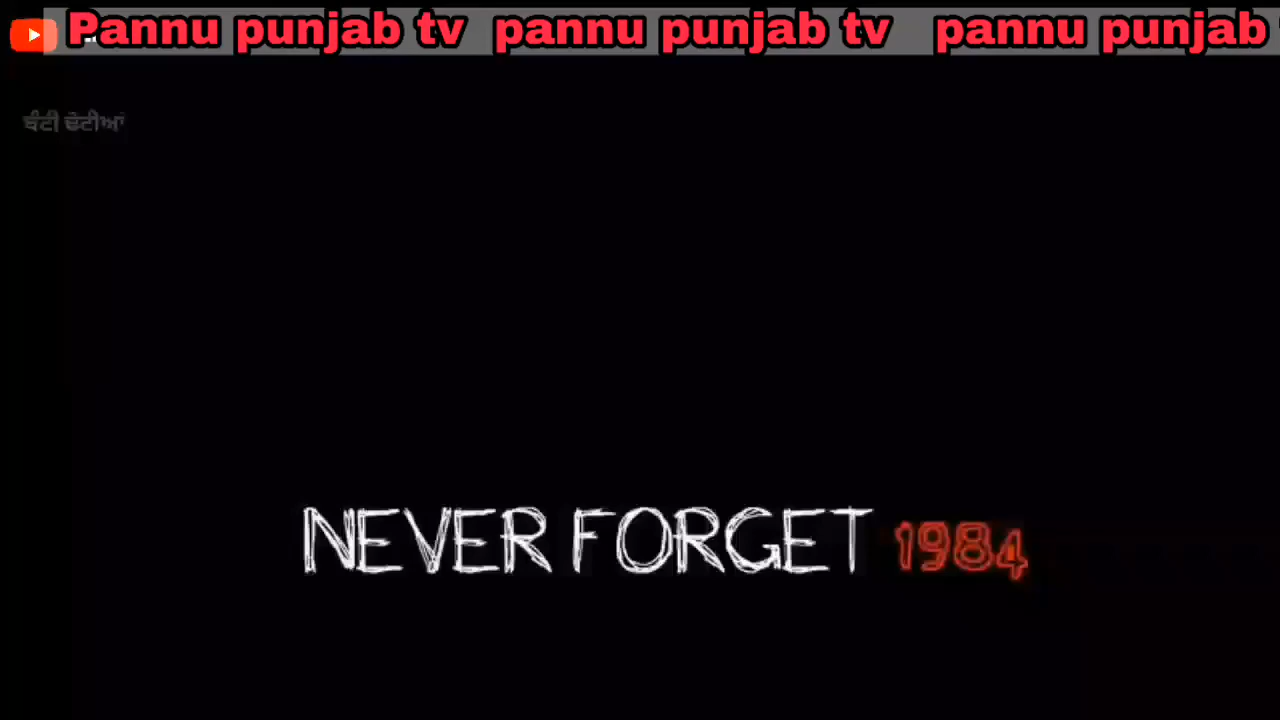 Pannu punjab tv pannu punjab tv pannu punjab
ਬੰਟੀ ਢੋਟੀਆਂ
NEVER FORGET 1984